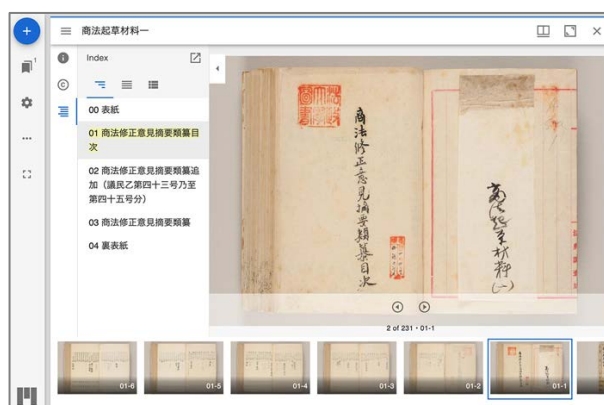 商法起草材料一
1
Index
00 表紙
01 商法修正意見摘要類纂目
次
02 商法修正意見摘要類纂追
加（議民乙第四十三号乃至
第四十五号分）
03 商法修正意見摘要類纂
04 裏表紙
商法修正意見摘要類纂目次
商法起草材料(一)
2 of 231 • 01-1
01-6
01-5
01-4
01-3
01-2
01-1